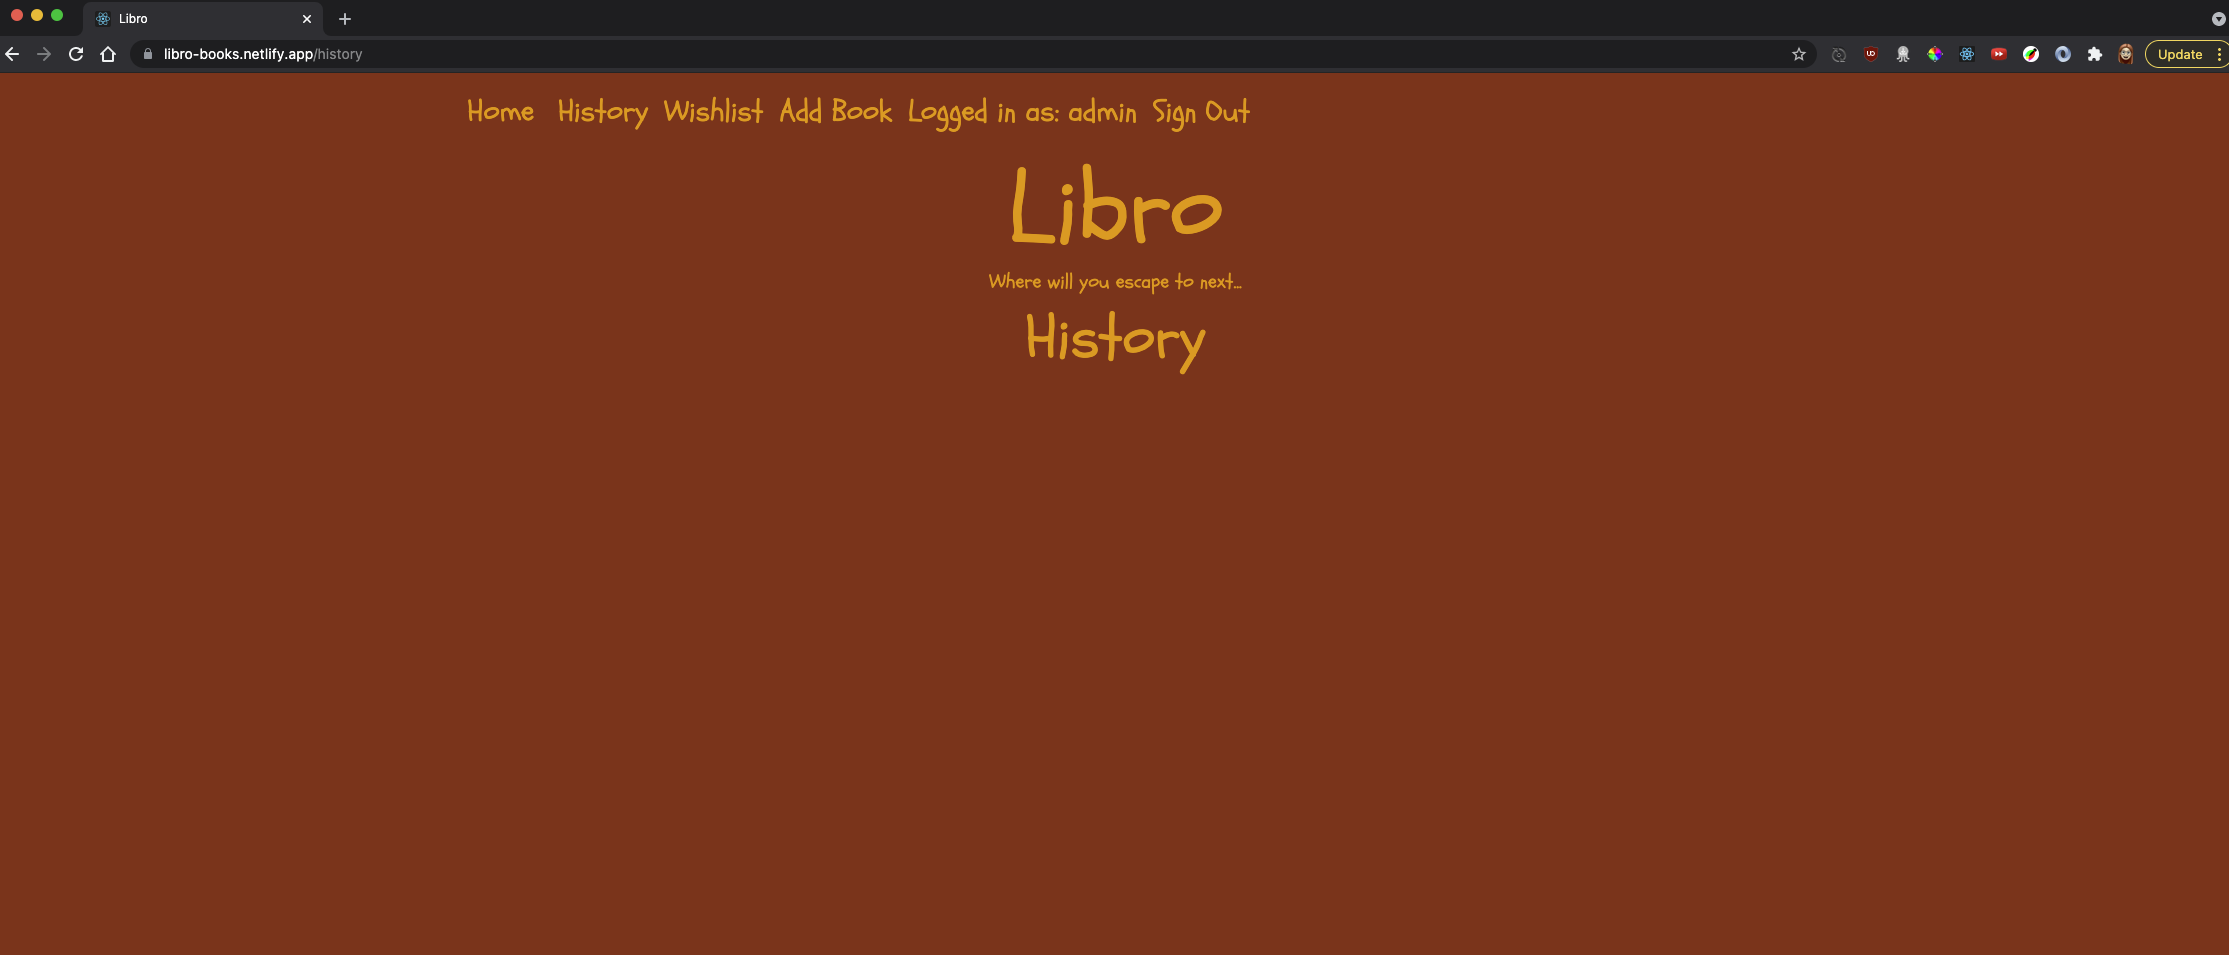 Libro
libro-books.netlify.app/history
Update
Home History Wishlist Add Book Logged in as: admin Sign Out
Libro
Where will you escape to next...
History